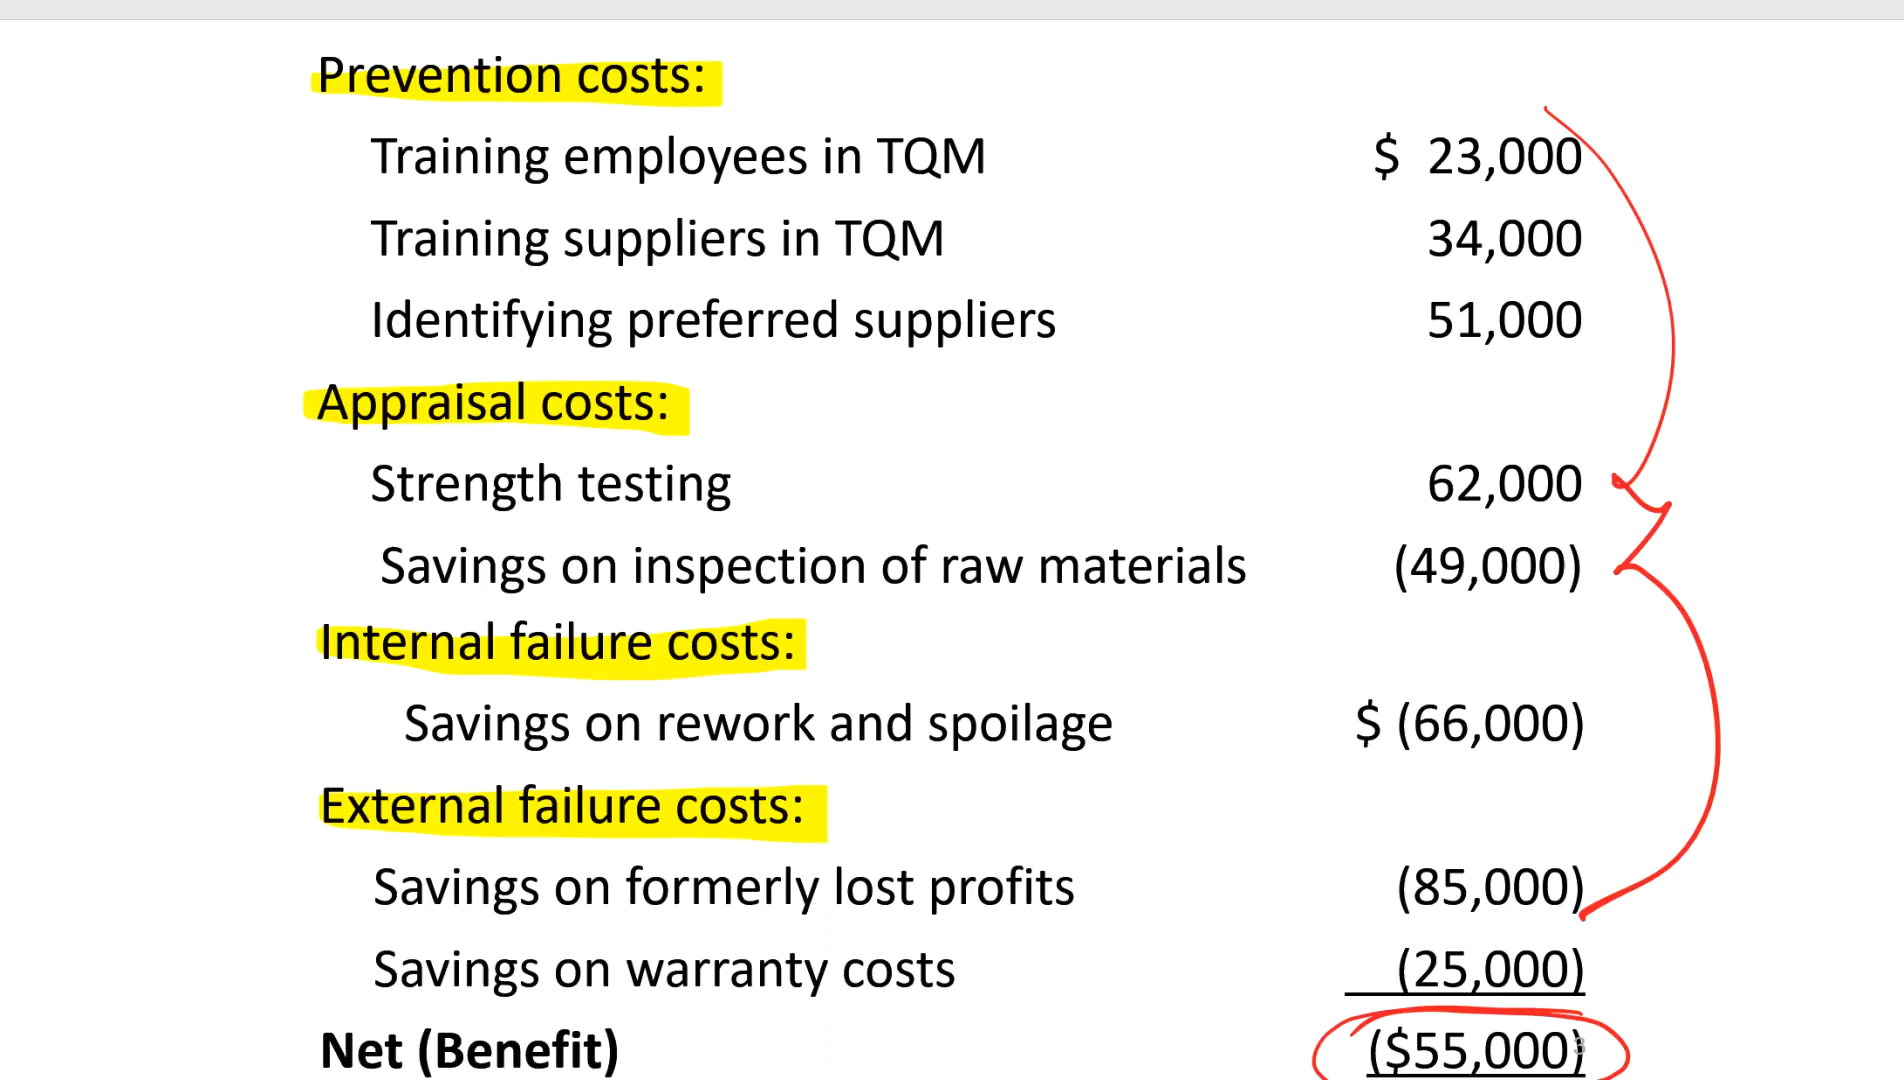 Prevention costs:
Training employees in TQM $ 23,000
Training suppliers in TQM 34,000
Identifying preferred suppliers 51,000
Appraisal costs:
Strength testing 62,000
Savings on inspection of raw materials (49,000)
Internal failure costs:
Savings on rework and spoilage $ (66,000)
External failure costs:
Savings on formerly lost profits (85,000)
Savings on warranty costs (25,000)
Net (Benefit) ($55,000)
3